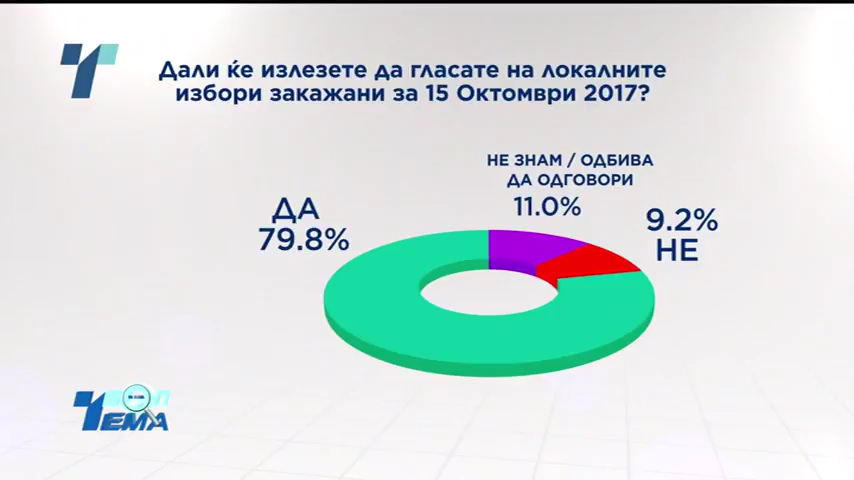 Дали ќе излезете да гласате на локалните
избори закажани за 15 Октомври 2017?
НЕ ЗНАМ / ОДБИВА
ДА ОДГОВОРИ
11.0%
ДА
79.8%
9.2%
НЕ
ТЕМА